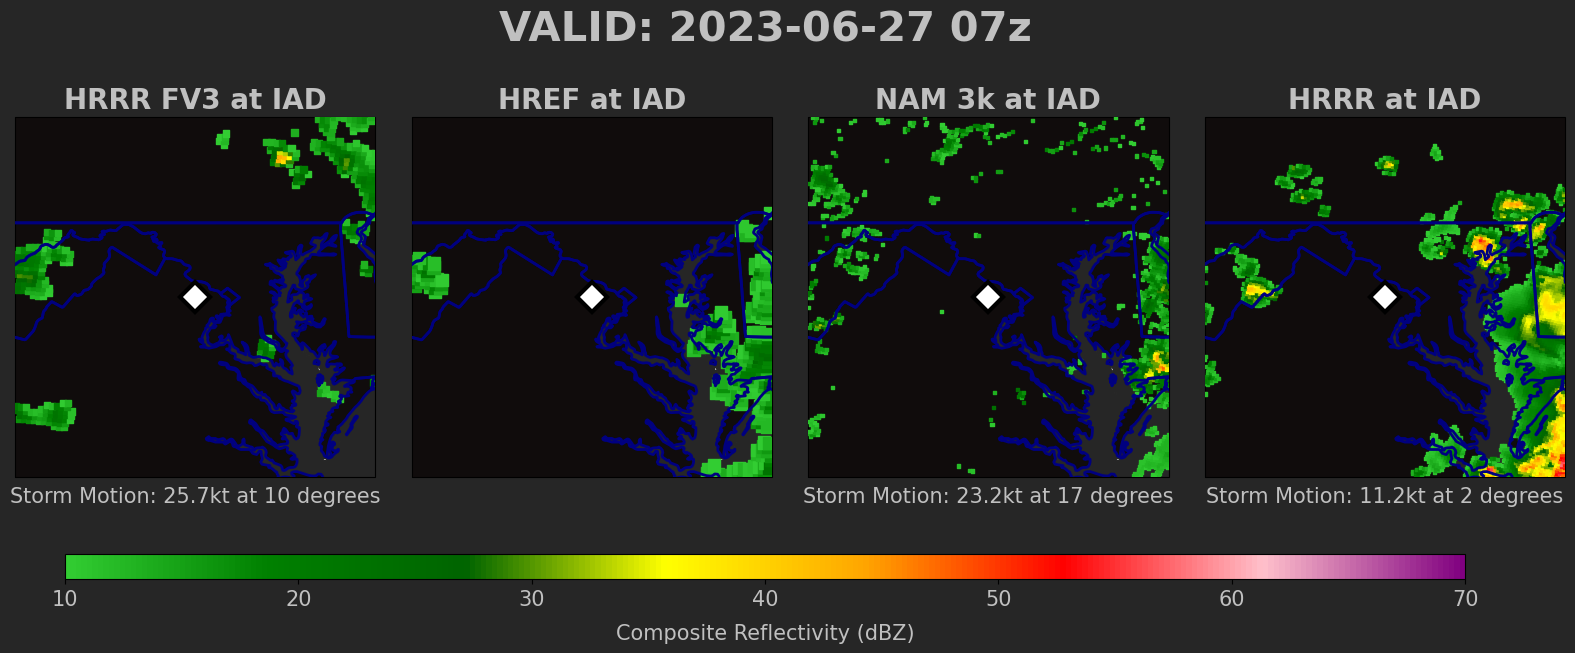 VALID: 2023-06-27 07z
HRRR FV3 at IAD
HREF at IAD
NAM 3k at IAD
HRRR at IAD
Storm Motion: 25.7kt at 10 degrees
Storm Motion: 23.2kt at 17 degrees
Storm Motion: 11.2kt at 2 degrees
10 20 30 40 50 60 70
Composite Reflectivity (dBZ)